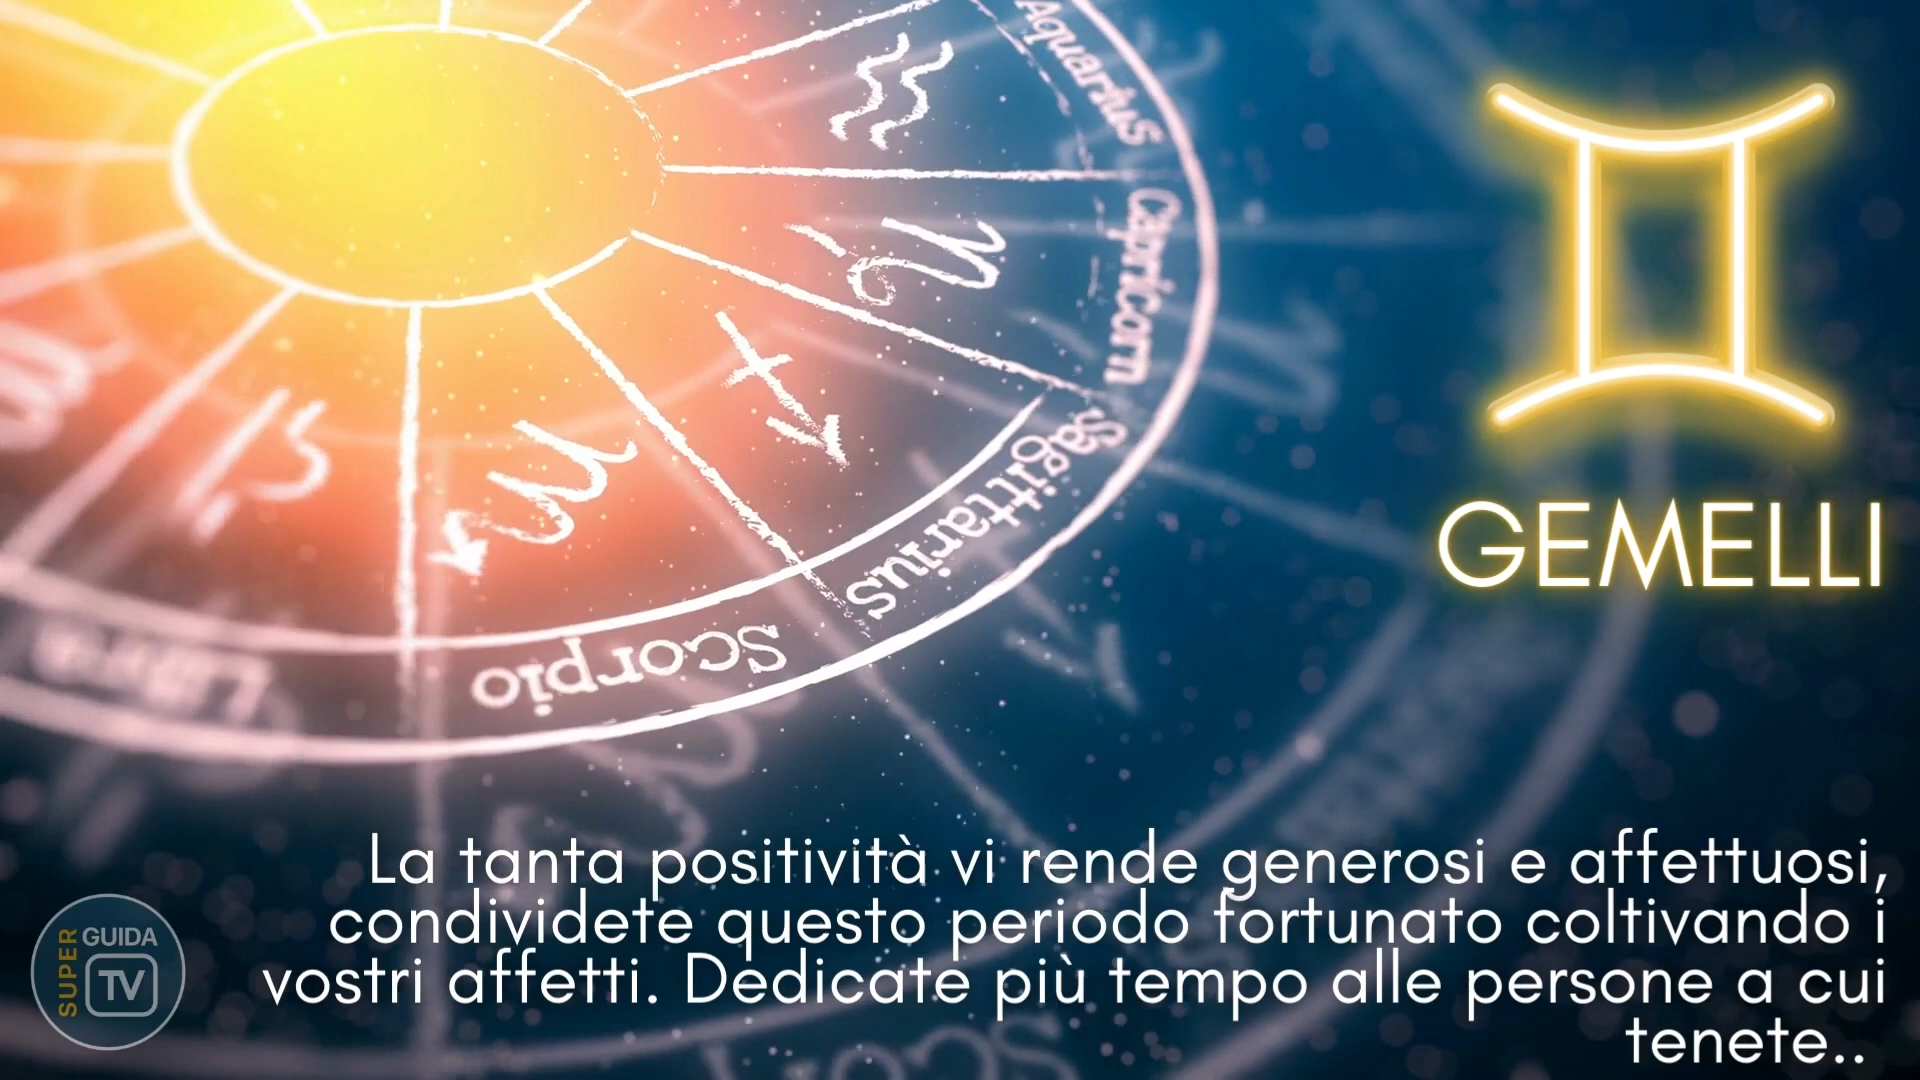 Aquarius
Capricorn
Sagittarius
Scorpio
Libra
GEMELLI
La tanta positività vi rende generosi e affettuosi,
condividete questo periodo fortunato coltivando i
vostri affetti. Dedicate più tempo alle persone a cui
tenete..
SUPER
GUIDA
TV